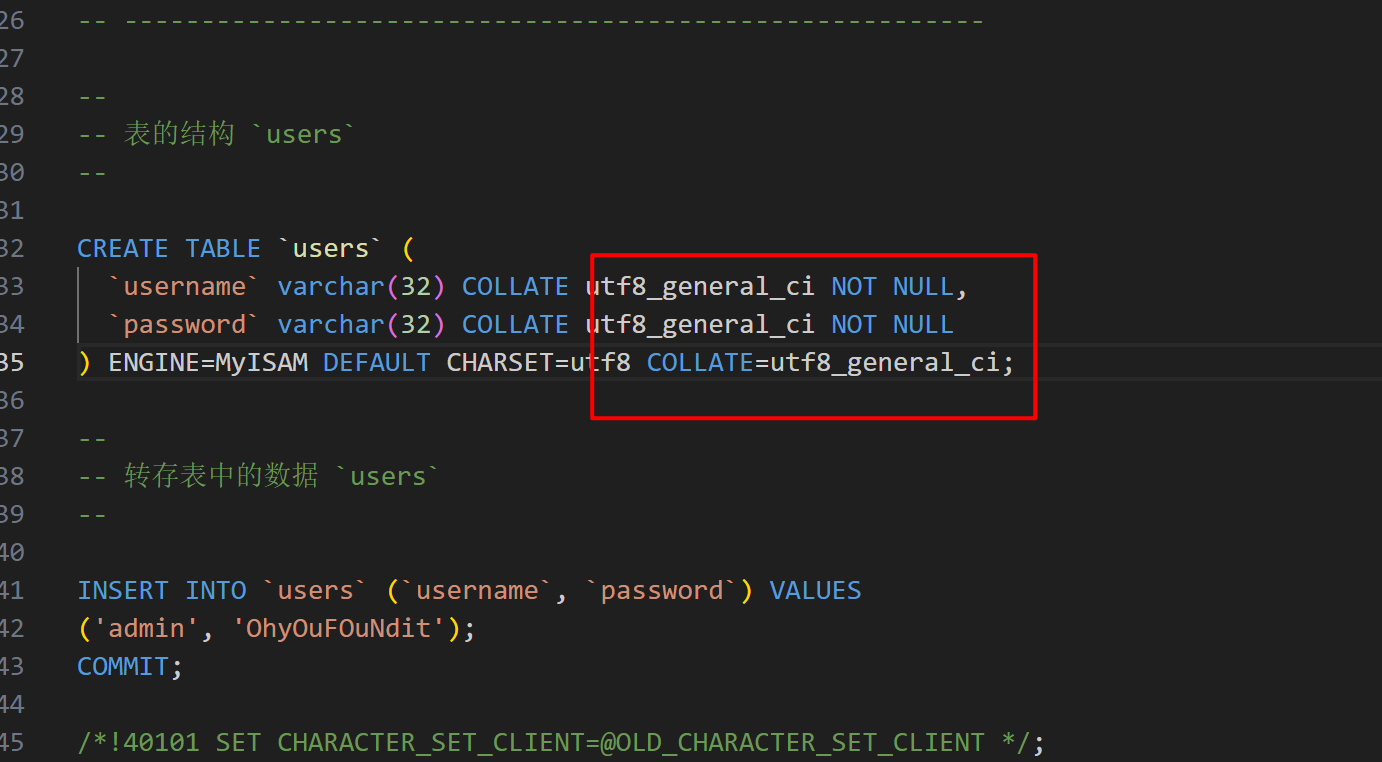 26 -- --------------------------------------------------------
27
28 --
29 -- 表的结构 `users`
30 --
31
32 CREATE TABLE `users` (
33 `username` varchar(32) COLLATE utf8_general_ci NOT NULL,
34 `password` varchar(32) COLLATE utf8_general_ci NOT NULL
35 ) ENGINE=MyISAM DEFAULT CHARSET=utf8 COLLATE=utf8_general_ci;
36
37 --
38 -- 转存表中的数据 `users`
39 --
40
41 INSERT INTO `users` (`username`, `password`) VALUES
42 ('admin', 'OhyOuFOuNdit');
43 COMMIT;
44
45 /*!40101 SET CHARACTER_SET_CLIENT=@OLD_CHARACTER_SET_CLIENT */;